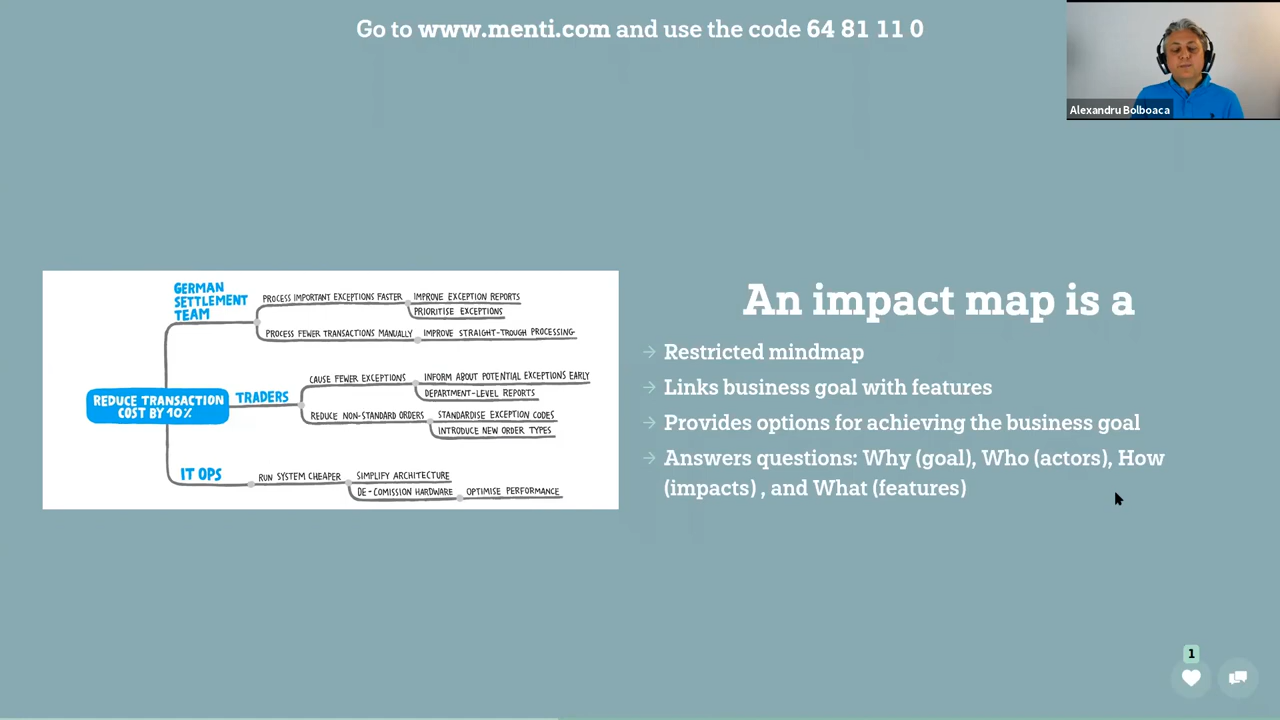 Go to www.menti.com and use the code 64 81 11 0
Alexandru Bolboaca
GERMAN
SETTLEMENT
TEAM
PROCESS IMPORTANT EXCEPTIONS FASTER
IMPROVE EXCEPTION REPORTS
PRIORITISE EXCEPTIONS
PROCESS FEWER TRANSACTIONS MANUALLY
IMPROVE STRAIGHT-TROUGH PROCESSING
REDUCE TRANSACTION
COST BY 10%
TRADERS
CAUSE FEWER EXCEPTIONS
INFORM ABOUT POTENTIAL EXCEPTIONS EARLY
DEPARTMENT-LEVEL REPORTS
REDUCE NON-STANDARD ORDERS
STANDARDISE EXCEPTION CODES
INTRODUCE NEW ORDER TYPES
IT OPS
RUN SYSTEM CHEAPER
SIMPLIFY ARCHITECTURE
DE-COMISSION HARDWARE
OPTIMISE PERFORMANCE
An impact map is a
Restricted mindmap
Links business goal with features
Provides options for achieving the business goal
Answers questions: Why (goal), Who (actors), How
(impacts) , and What (features)
1